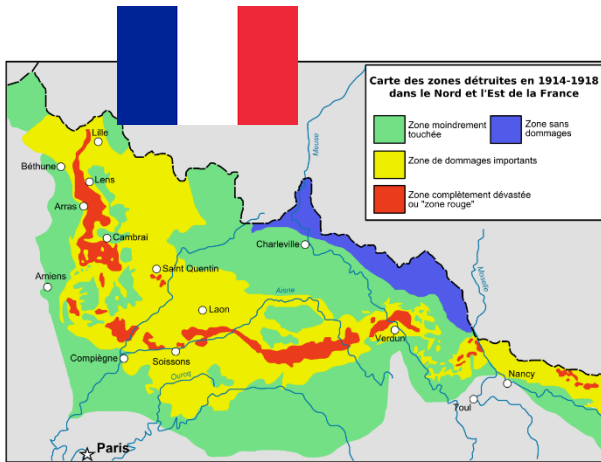 Carte des zones détruites en 1914-1918
dans le Nord et l'Est de la France
Zone moindrement
touchée
Zone sans
dommages
Zone de dommages importants
Zone complètement dévastée
ou "zone rouge"
Lille
Béthune
Lens
Arras
Cambrai
Amiens
Saint Quentin
Laon
Compiègne
Soissons
Aisne
Ourcq
Charleville
Meuse
Moselle
Verdun
Nancy
Toul
Paris